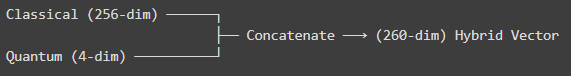 Classical (256-dim)
Concatenate → (260-dim) Hybrid Vector
Quantum (4-dim)